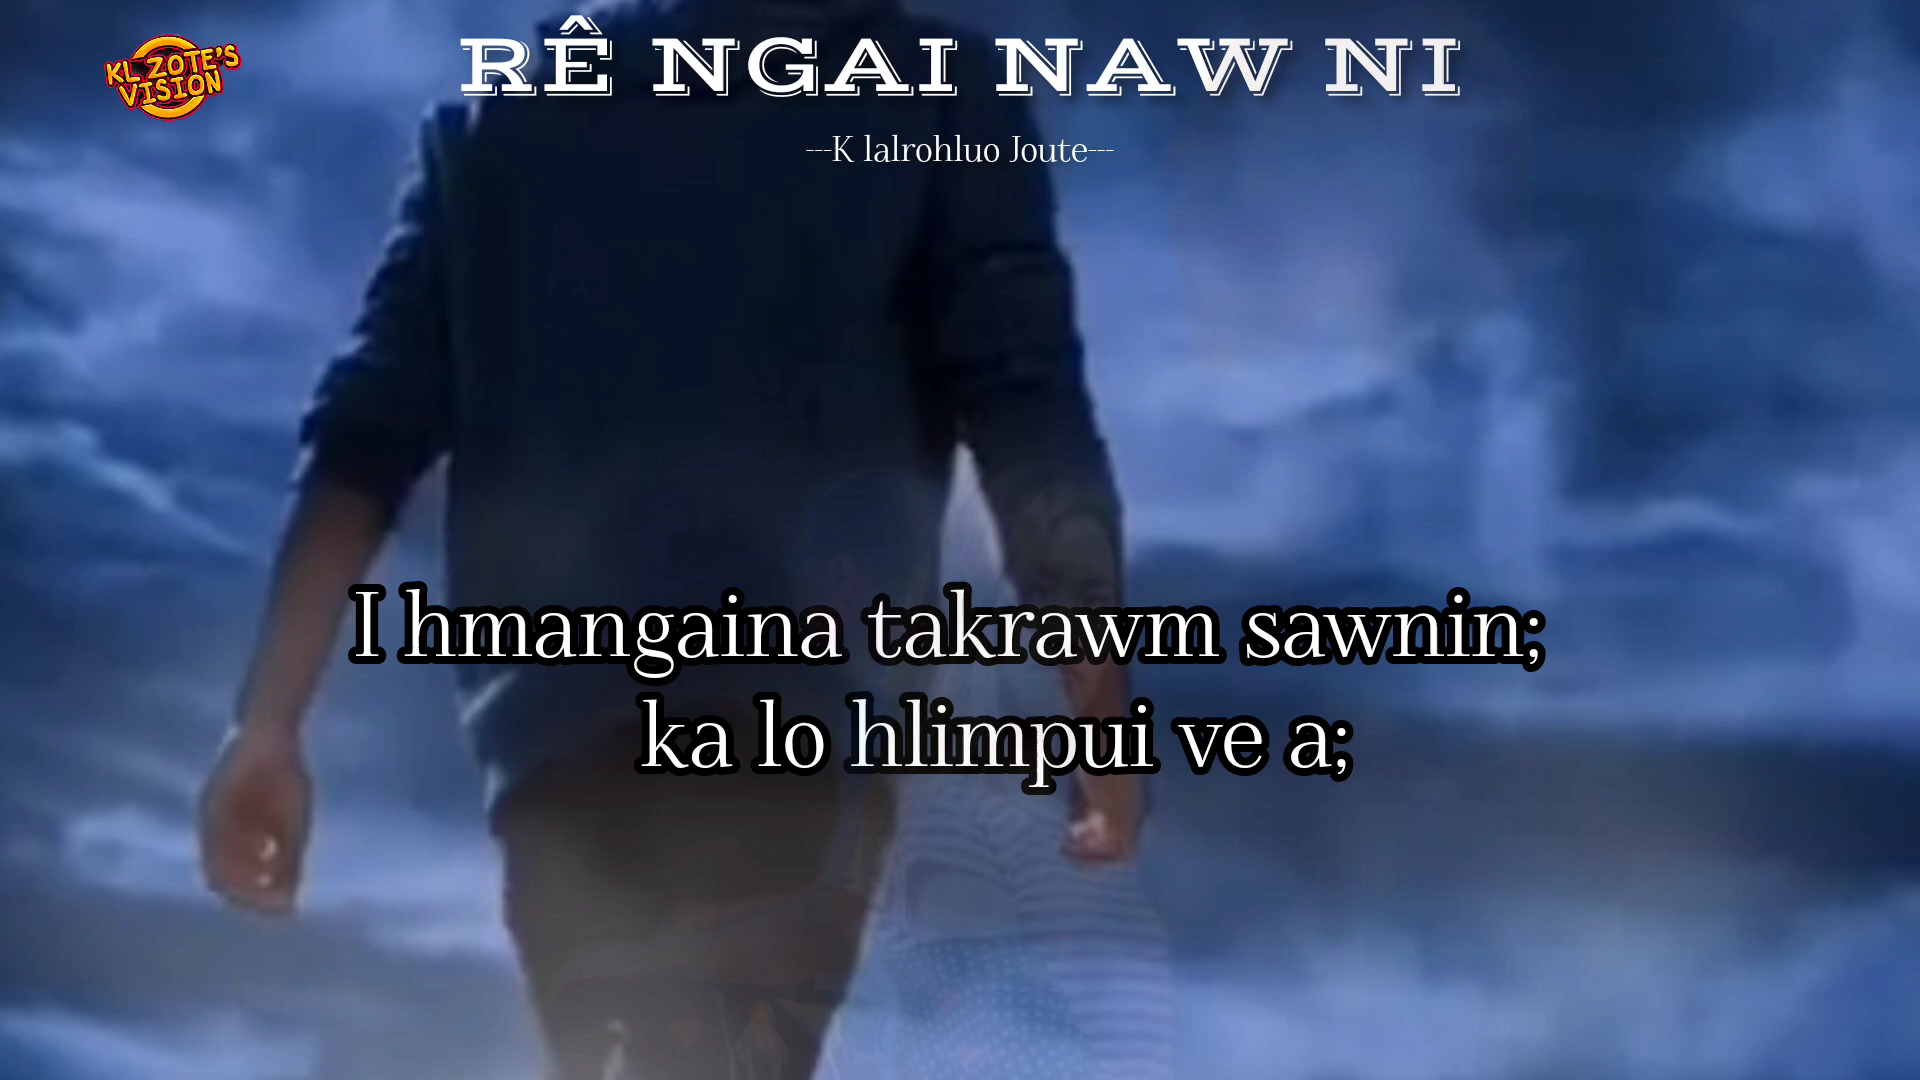 KL ZOTE'S
VISION
RÊ NGAI NAW NI
---K lalrohluo Joute---
I hmangaina takrawm sawnin;
ka lo hlimpui ve a;